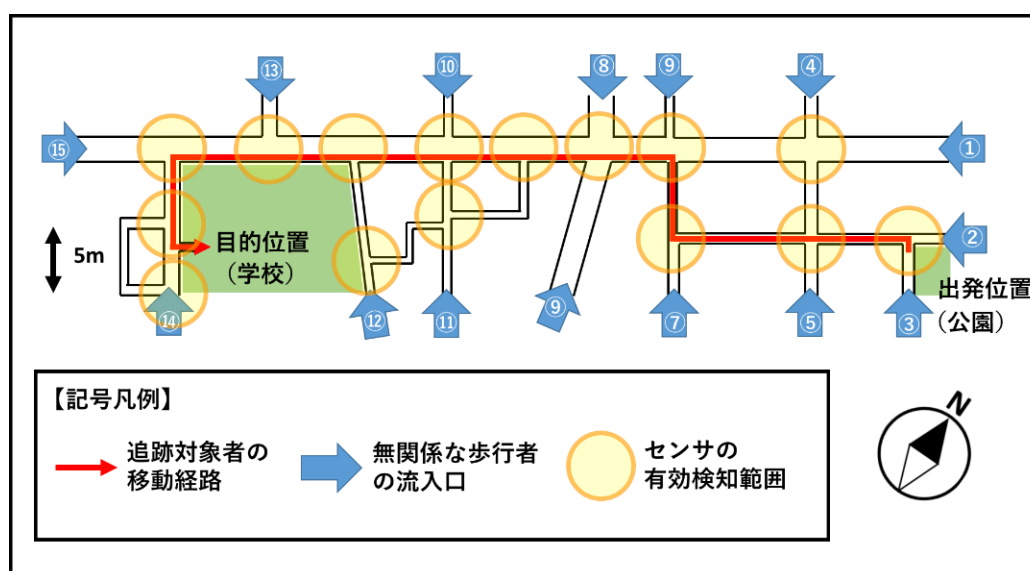 ⑬
⑩
⑧
⑨
④
⑮
①
5m
目的位置
(学校)
②
出発位置
(公園)
⑭
⑫
⑪
⑨
⑦
⑤
③
【記号凡例】
追跡対象者の
移動経路
無関係な歩行者
の流入口
センサの
有効検知範囲
N